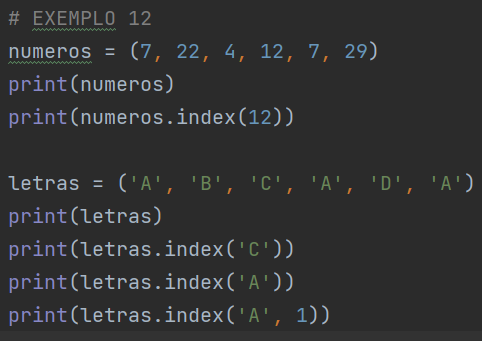 # EXEMPLO 12
numeros = (7, 22, 4, 12, 7, 29)
print(numeros)
print(numeros.index(12))
letras = ('A', 'B', 'C', 'A', 'D', 'A')
print(letras)
print(letras.index('C'))
print(letras.index('A'))
print(letras.index('A', 1))